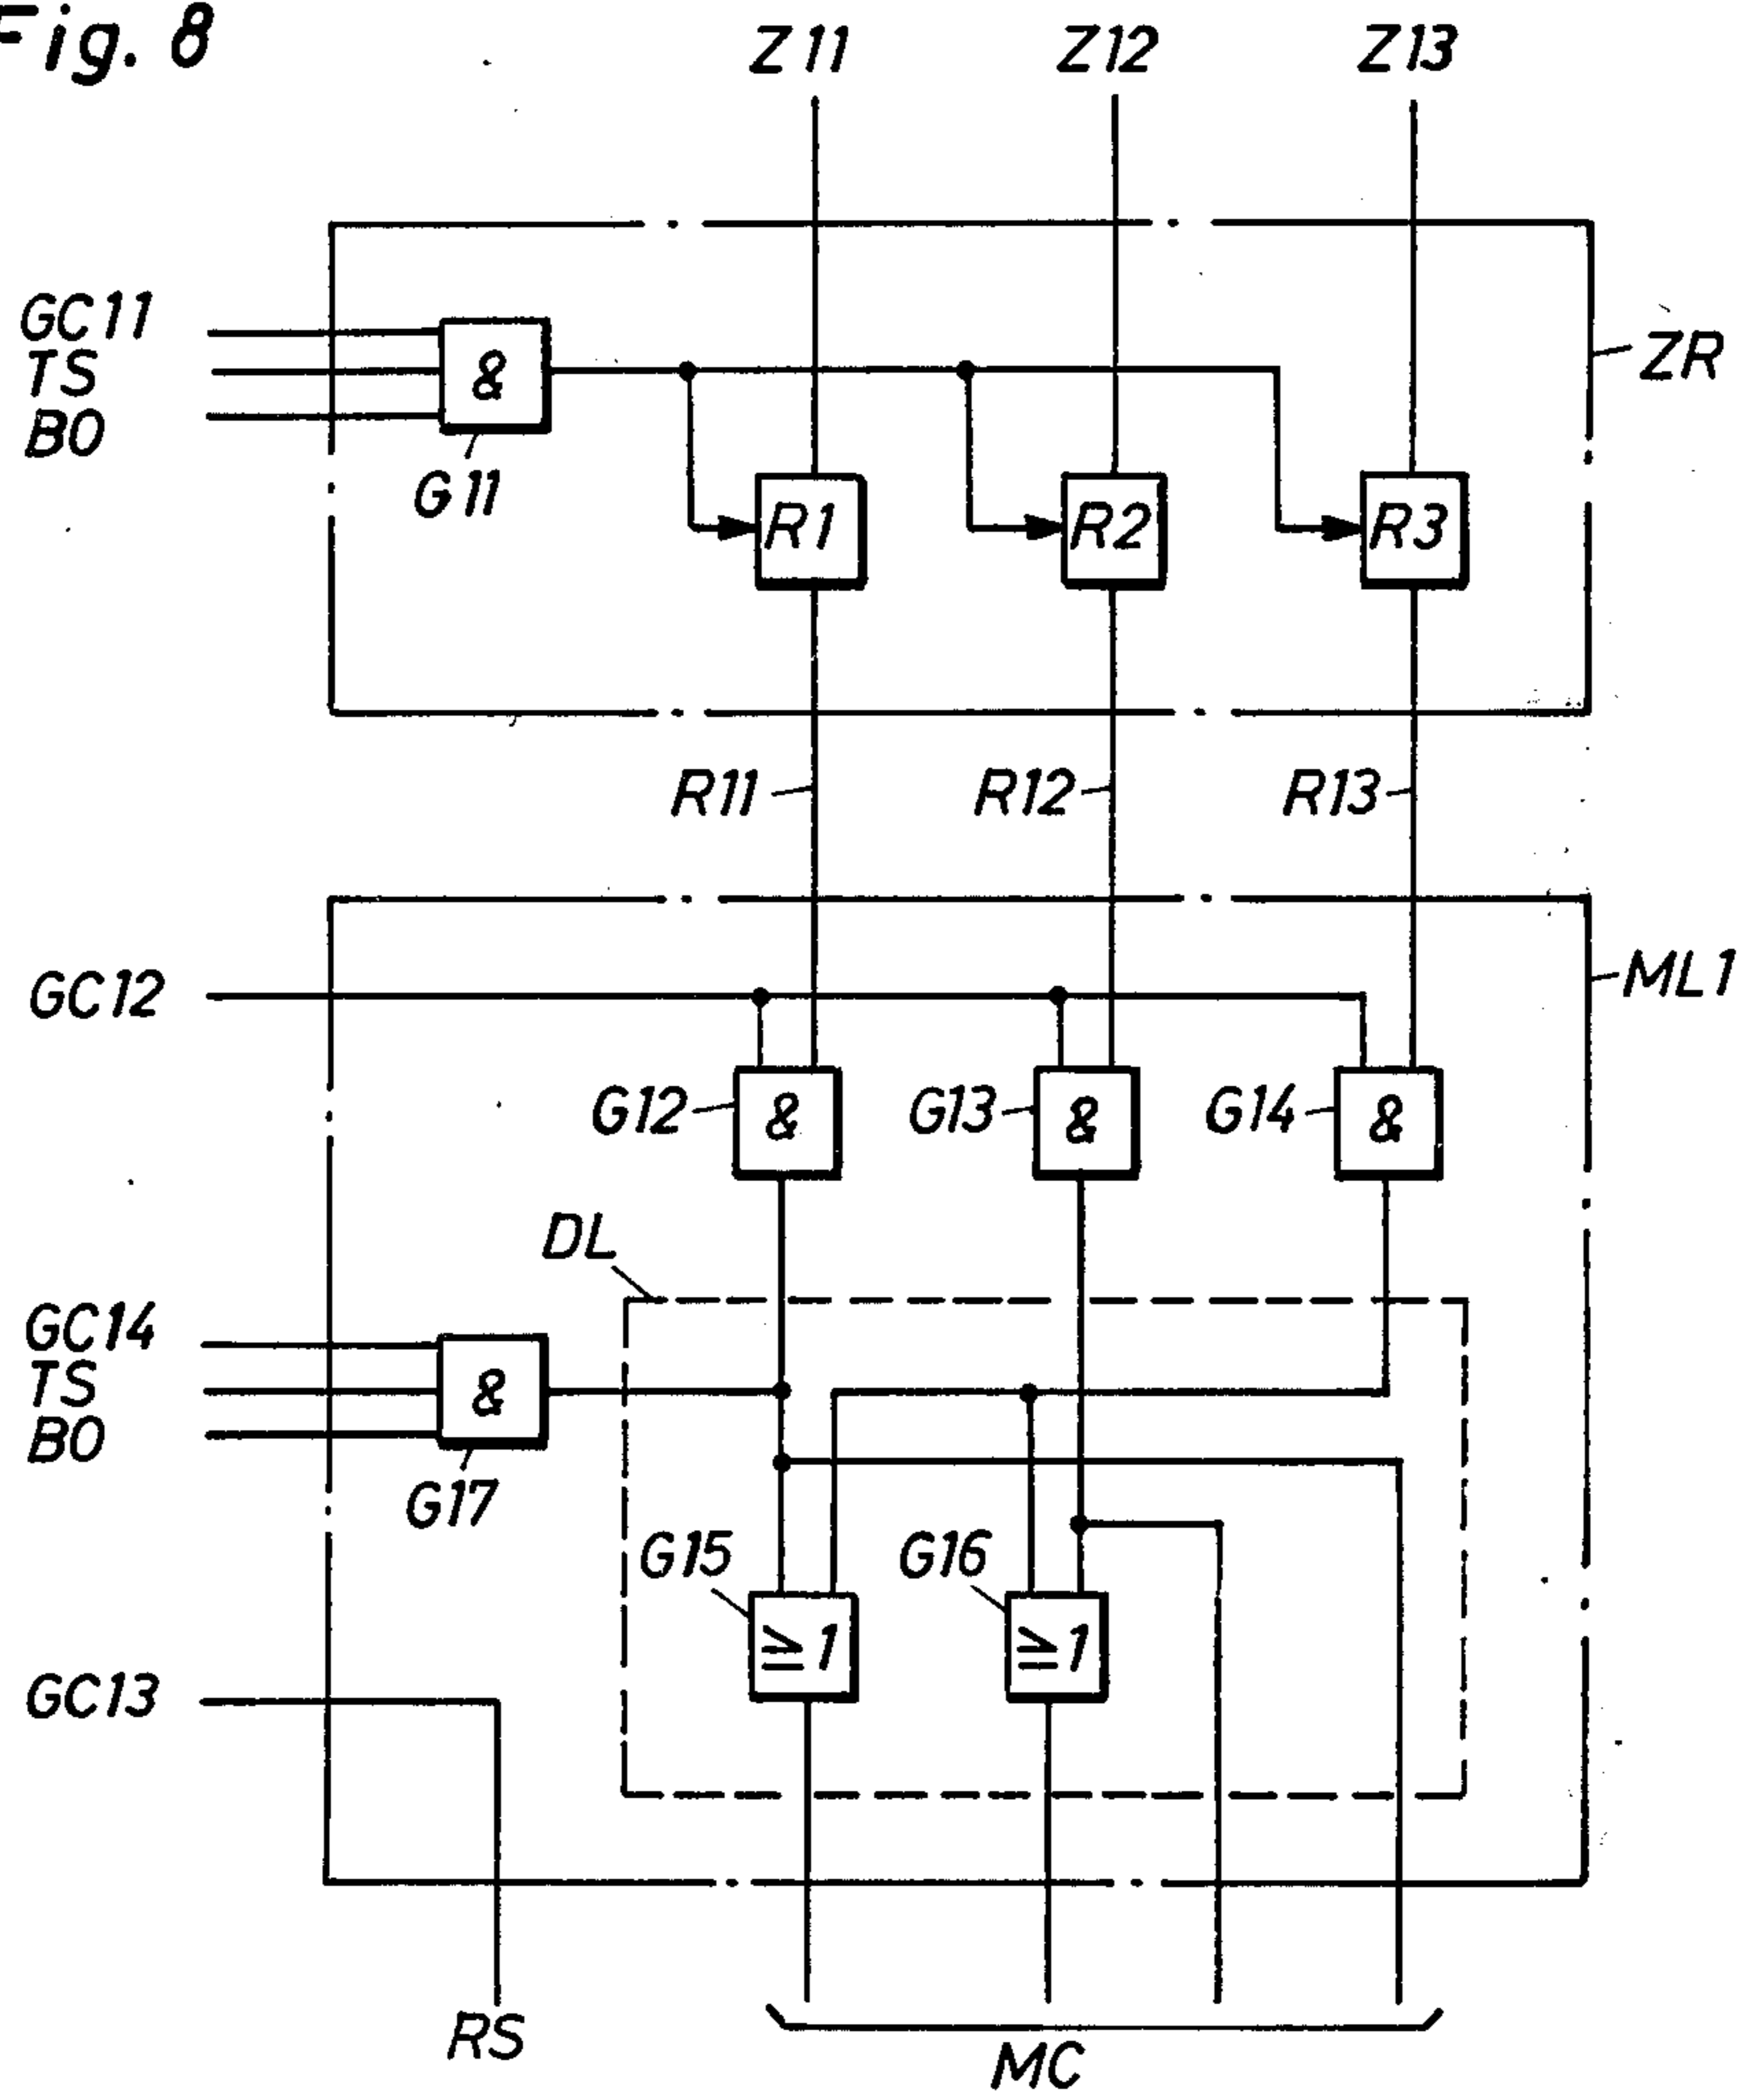 Fig. 8
Z11 Z12 Z13
GC11
TS
B0
&
G11
ZR
R1 R2 R3
R11 R12 R13
GC12
ML1
G12 & G13 & G14 &
DL
GC14
TS
B0
&
G17
G15 G16
≥1 ≥1
GC13
RS
MC